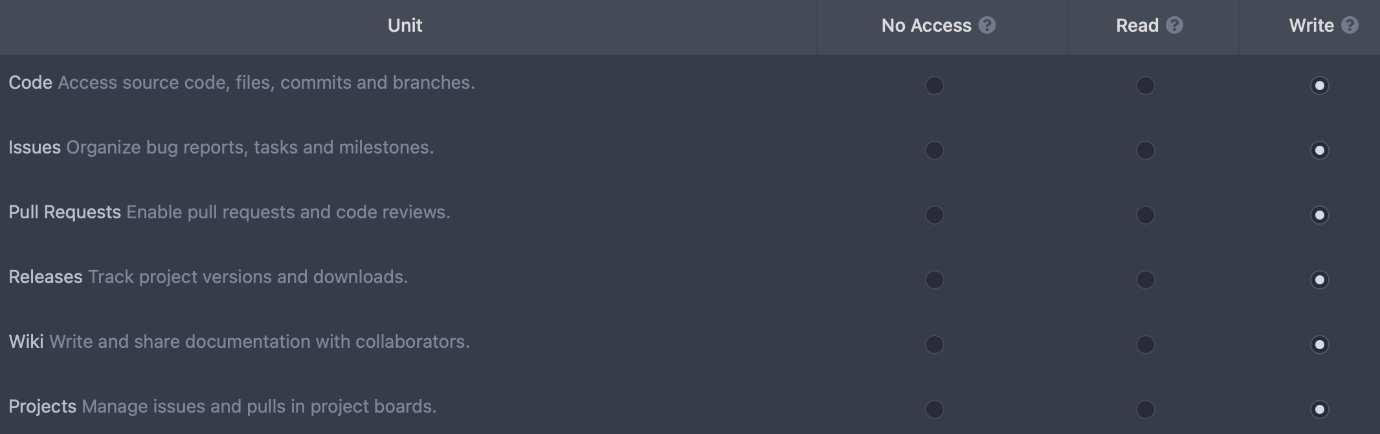 Unit No Access ? Read ? Write ?
Code Access source code, files, commits and branches.
Issues Organize bug reports, tasks and milestones.
Pull Requests Enable pull requests and code reviews.
Releases Track project versions and downloads.
Wiki Write and share documentation with collaborators.
Projects Manage issues and pulls in project boards.